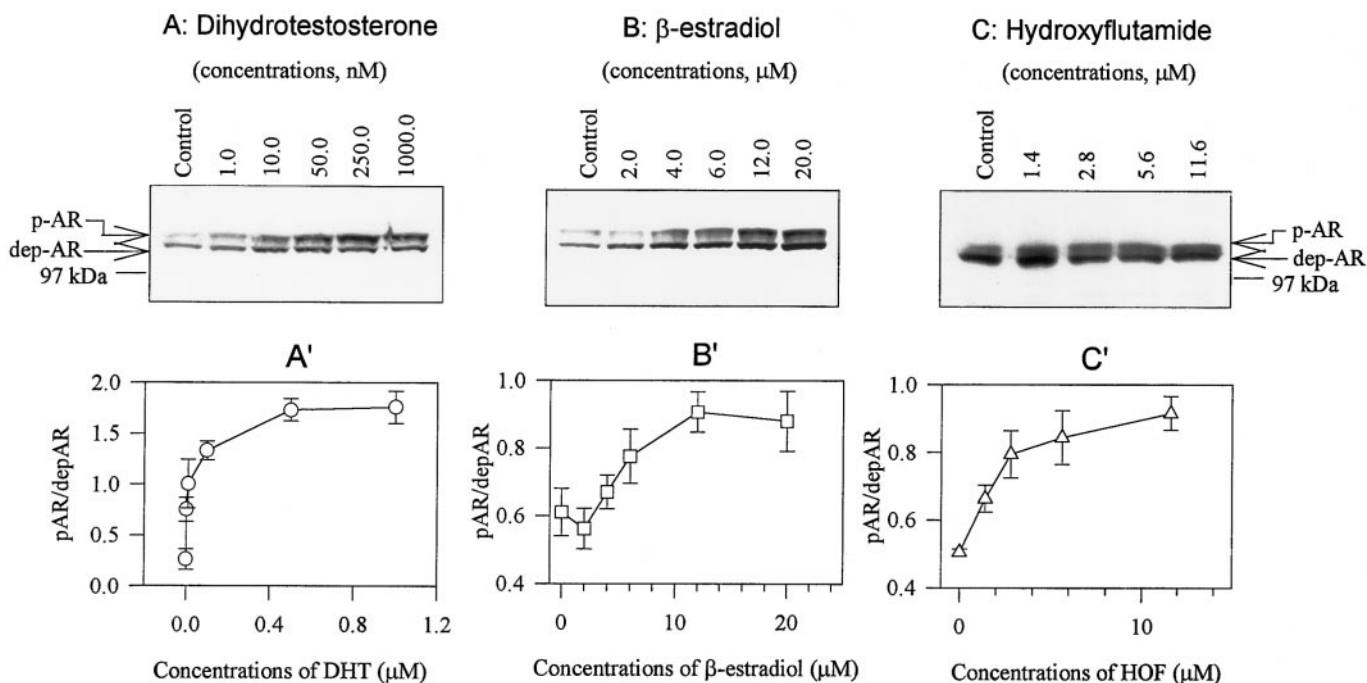 A: Dihydrotestosterone
(concentrations, nM)
Control
1.0
10.0
50.0
250.0
1000.0
p-AR
dep-AR
97 kDa
B: β-estradiol
(concentrations, μM)
Control
2.0
4.0
6.0
12.0
20.0
C: Hydroxyflutamide
(concentrations, μM)
Control
1.4
2.8
5.6
11.6
p-AR
dep-AR
97 kDa
A'
pAR/depAR
2.0
1.5
1.0
0.5
0.0
0.0 0.4 0.8 1.2
Concentrations of DHT (μM)
B'
pAR/depAR
1.0
0.8
0.6
0.4
0 10 20
Concentrations of β-estradiol (μM)
C'
pAR/depAR
1.0
0.8
0.6
0.4
0 10
Concentrations of HOF (μM)